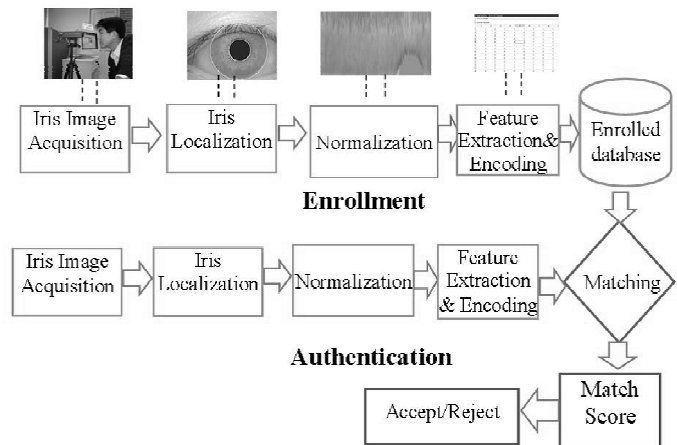 Iris Image
Acquisition
Iris
Localization
Normalization
Feature
Extraction&
Encoding
Enrolled
database
Enrollment
Iris Image
Acquisition
Iris
Localization
Normalization
Feature
Extraction
& Encoding
Matching
Authentication
Match
Score
Accept/Reject